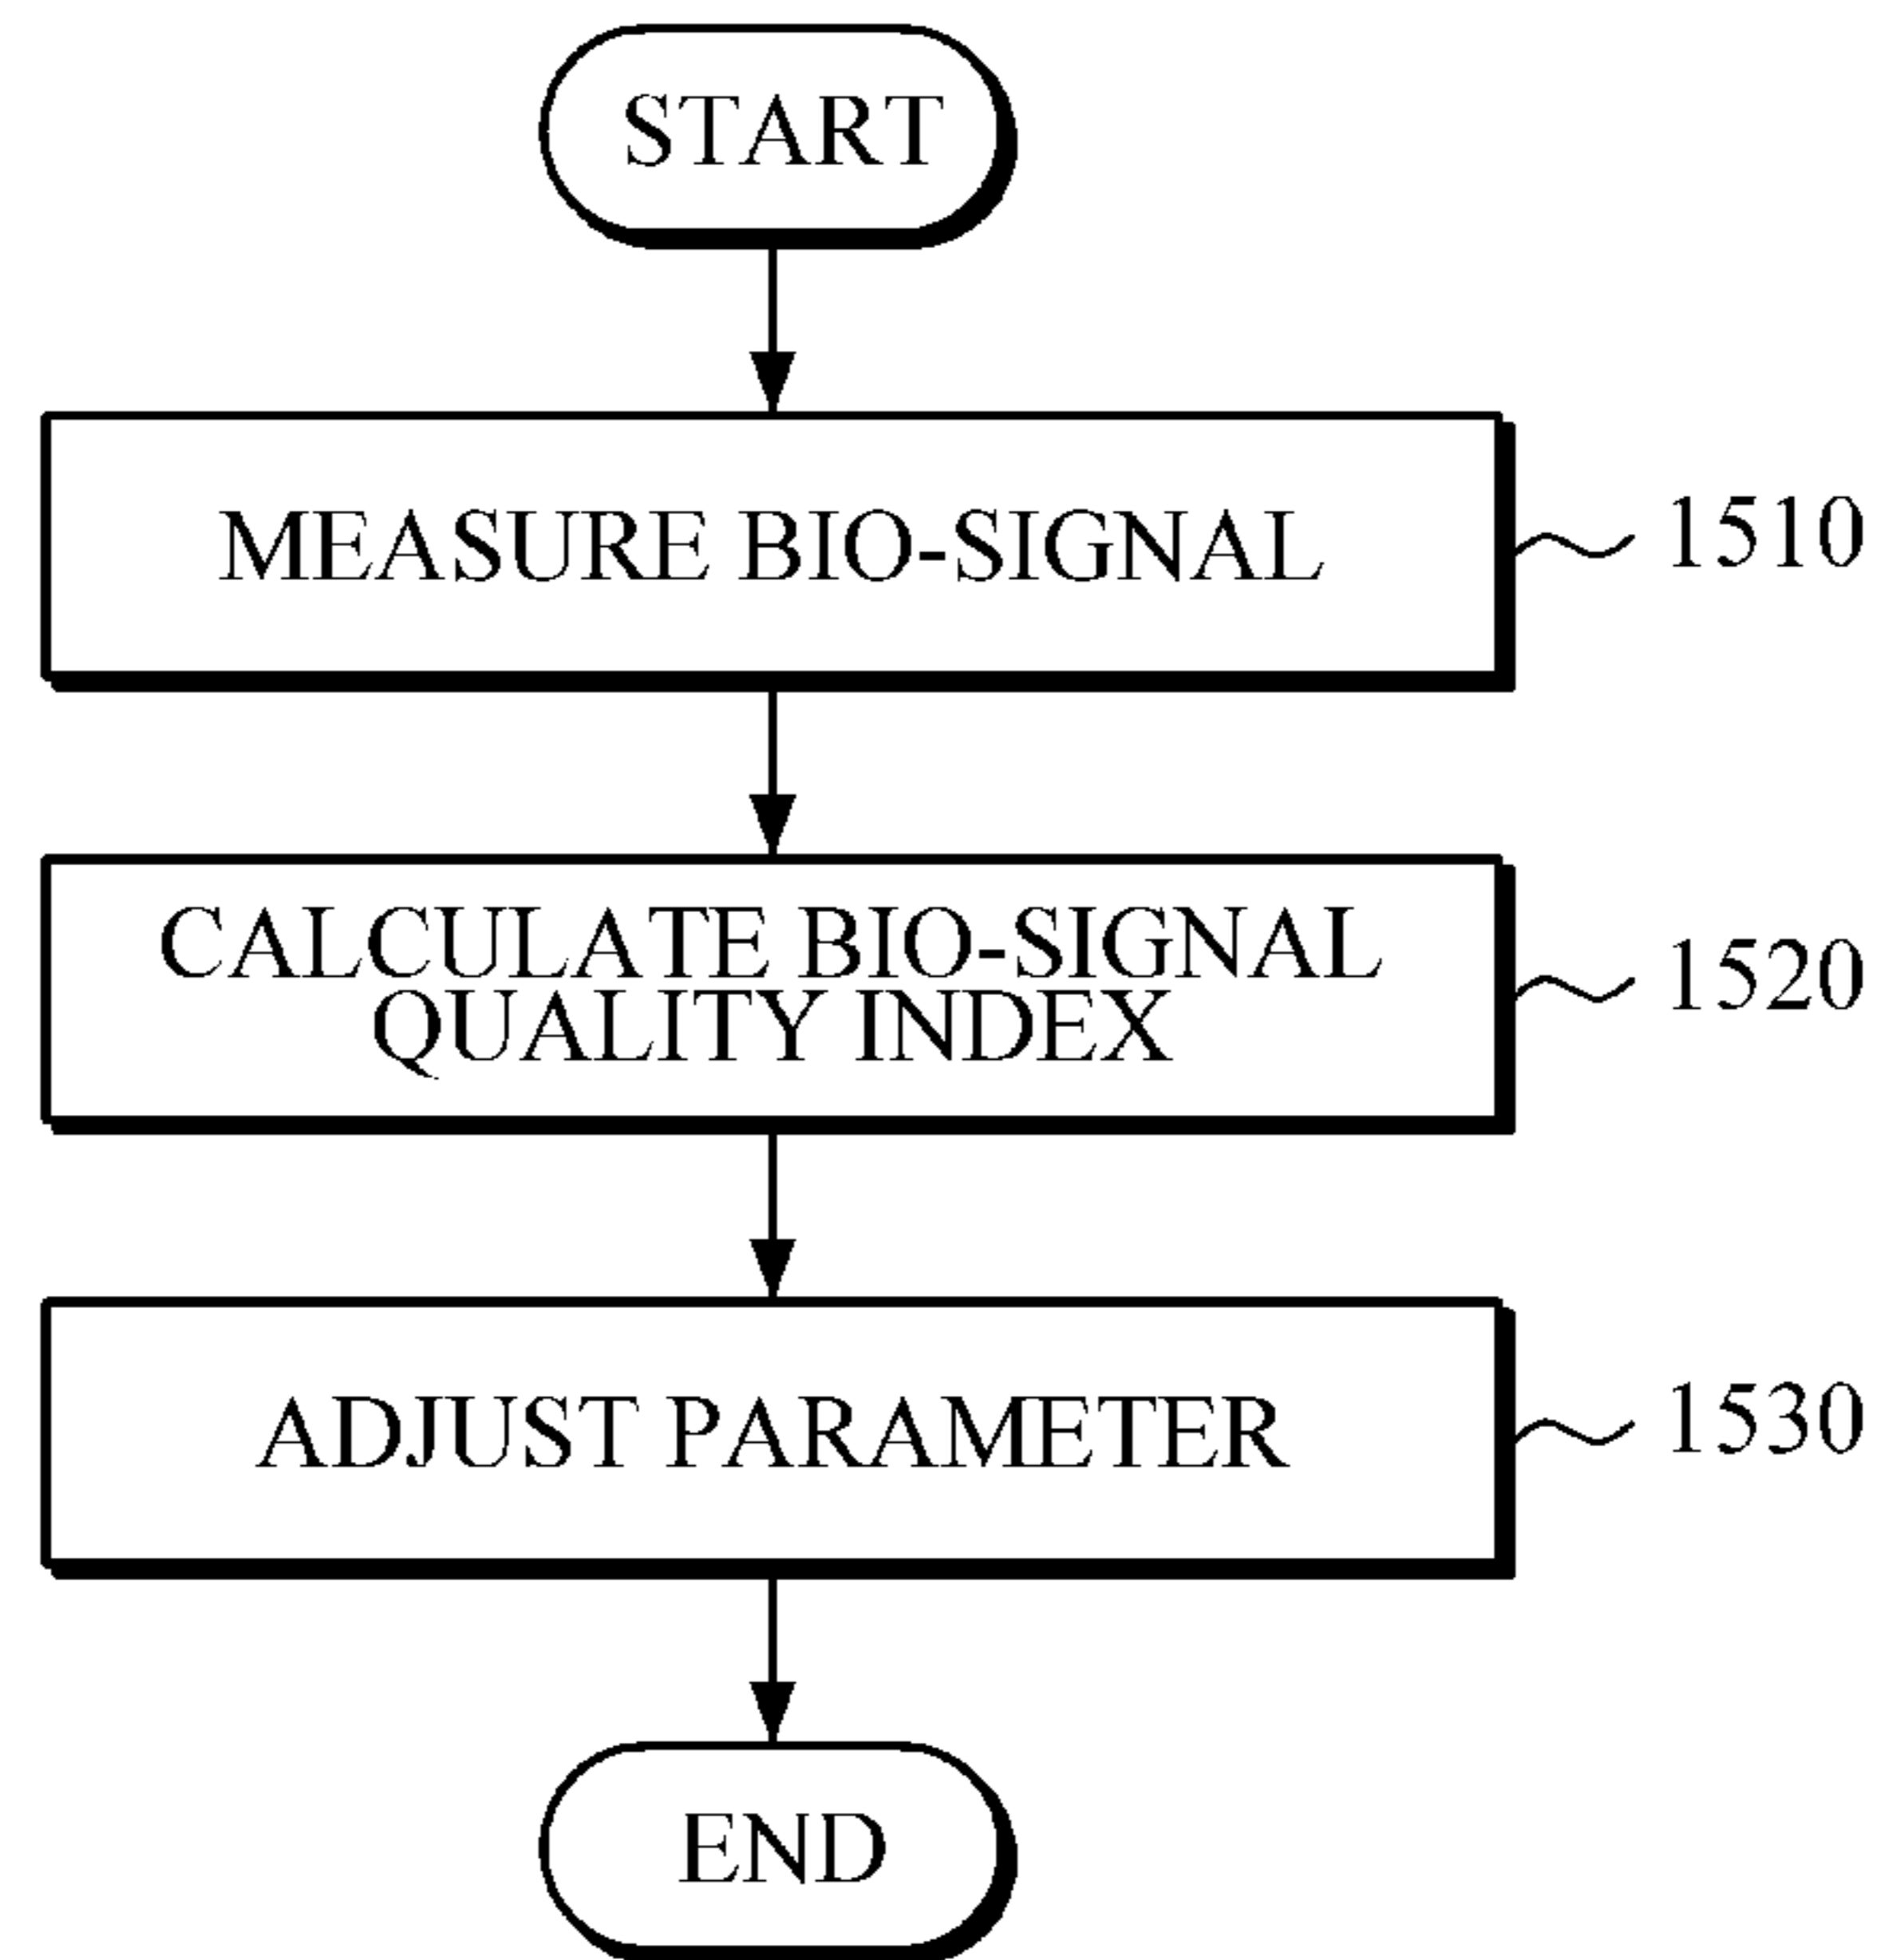 START
MEASURE BIO-SIGNAL
1510
CALCULATE BIO-SIGNAL
QUALITY INDEX
1520
ADJUST PARAMETER
1530
END